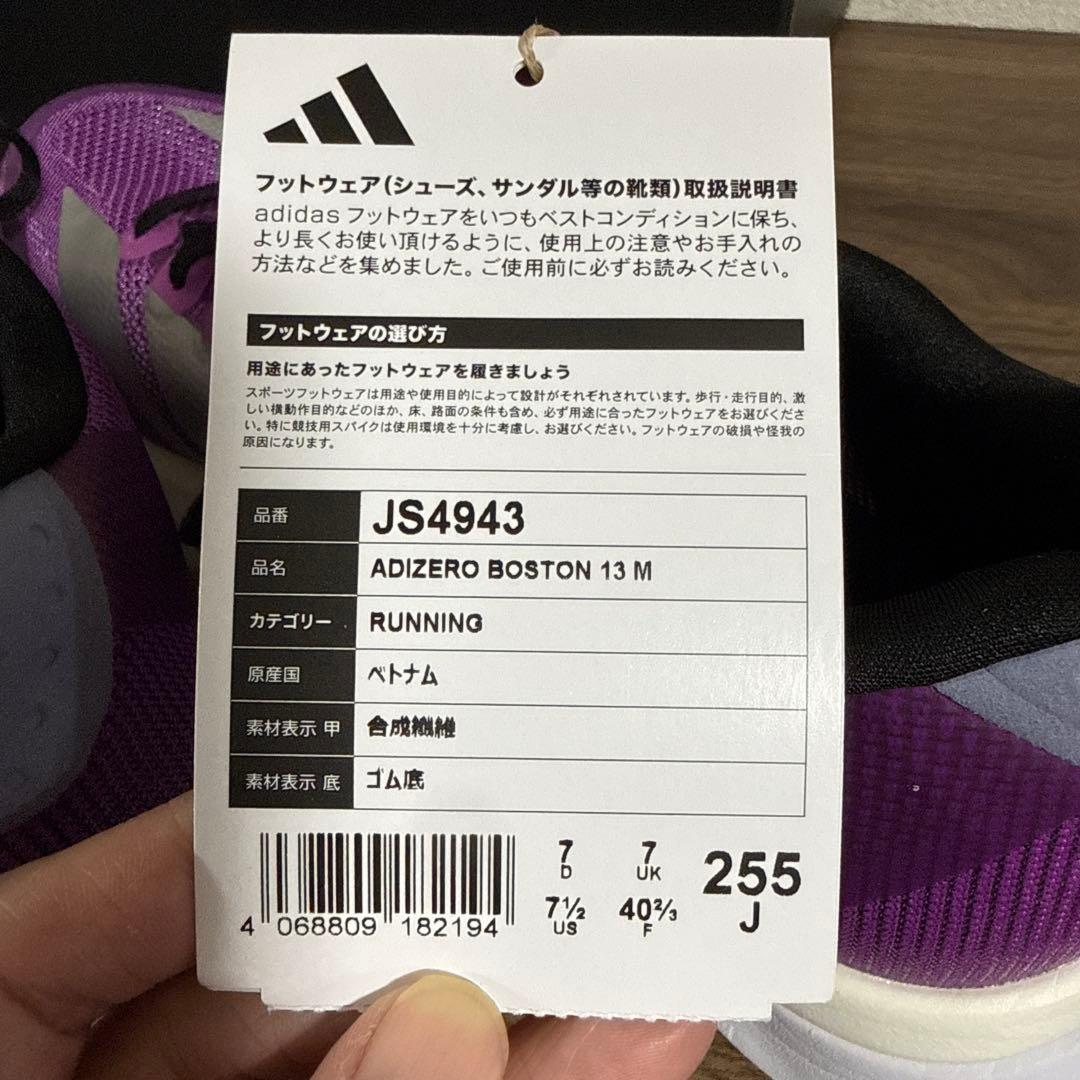 フットウェア(シューズ、サンダル等の靴類)取扱説明書
adidas フットウェアをいつもベストコンディションに保ち、
より長くお使い頂けるように、使用上の注意やお手入れの
方法などを集めました。ご使用前に必ずお読みください。
フットウェアの選び方
用途にあったフットウェアを履きましょう
スポーツフットウェアは用途や使用目的によって設計がそれぞれされています。歩行・走行目的、激
しい横動作目的などのほか、床、路面の条件も含め、必ず用途に合ったフットウェアをお選びくださ
い。特に競技用スパイクは使用環境を十分に考慮し、お選びください。フットウェアの破損や怪我の
原因になります。
品番 JS4943
品名 ADIZERO BOSTON 13 M
カテゴリー RUNNING
原産国 ベトナム
素材表示 甲 合成繊維
素材表示 底 ゴム底
7 7 255
D UK J
7½ 40⅔
US F
4 068809 182194